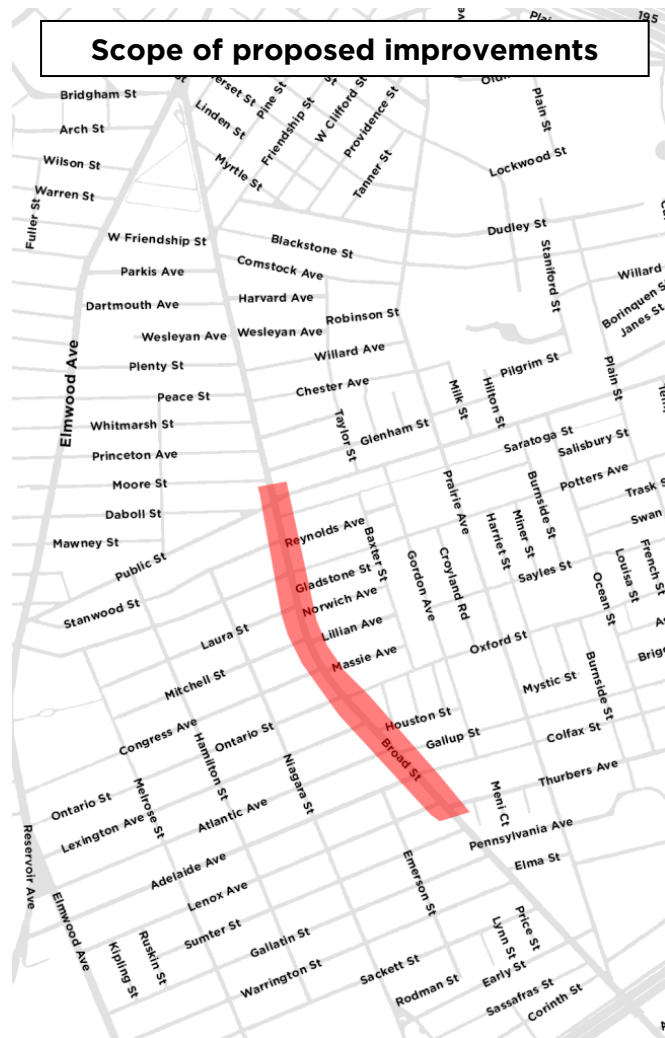 195
Scope of proposed improvements
Bridgham St
Pine St
Friendship St
W Clifford St
Providence St
Plain St
Linden St
Arch St
Wilson St
Myrtle St
Tanner St
Lockwood St
Warren St
Fuller St
W Friendship St
Blackstone St
Dudley St
Staniford St
Parkis Ave
Comstock Ave
Willard
Dartmouth Ave
Harvard Ave
Borinquen S
Janes St
Robinson St
Wesleyan Ave
Wesleyan Ave
Willard Ave
Elmwood Ave
Plenty St
Pilgrim St
Plain St
Peace St
Chester Ave
Milk St
Hilton St
Whitmarsh St
Taylor St
Glenham St
Saratoga St
Salisbury St
Princeton Ave
Moore St
Prairie Ave
Burnside St
Potters Ave
Trask S
Daboll St
Reynolds Ave
Baxter St
Harriet St
Miner St
Swan
Mawney St
Public St
Gladstone St
Gordon Ave
Croyland Rd
Sayles St
Louisa St
French St
Stanwood St
Norwich Ave
Ocean St
Laura St
Lillian Ave
Oxford St
Massie Ave
Mitchell St
Mystic St
Burnside St
Congress Ave
Ontario St
Houston St
Gallup St
Colfax St
Hamilton St
Niagara St
Broad St
Thurbers Ave
Ontario St
Melrose St
Meni Ct
Lexington Ave
Atlantic Ave
Pennsylvania Ave
Reservoir Ave
Adelaide Ave
Emerson St
Elma St
Lenox Ave
Elmwood Ave
Sumter St
Price St
Lynn St
Kipling St
Ruskin St
Gallatin St
Sackett St
Early St
Warrington St
Rodman St
Sassafras St
Corinth St